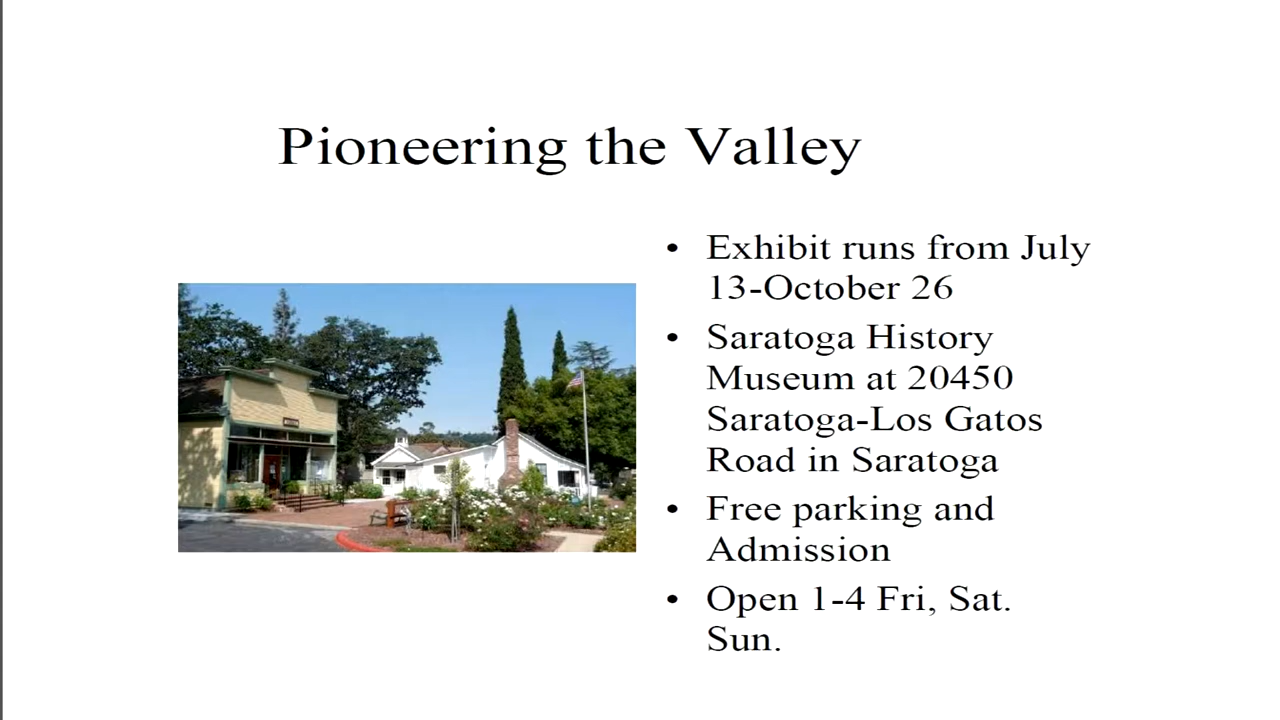 Pioneering the Valley
• Exhibit runs from July
13-October 26
• Saratoga History
Museum at 20450
Saratoga-Los Gatos
Road in Saratoga
• Free parking and
Admission
• Open 1-4 Fri, Sat.
Sun.